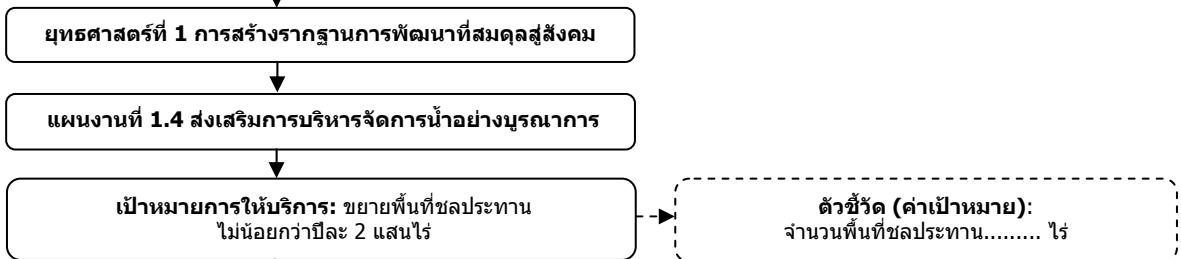 ยุทธศาสตร์ที่ 1 การสร้างรากฐานการพัฒนาที่สมดุลสู่สังคม
แผนงานที่ 1.4 ส่งเสริมการบริหารจัดการน้ำอย่างบูรณาการ
เป้าหมายการให้บริการ: ขยายพื้นที่ชลประทาน
ไม่น้อยกว่าปีละ 2 แสนไร่
ตัวชี้วัด (ค่าเป้าหมาย):
จำนวนพื้นที่ชลประทาน......... ไร่